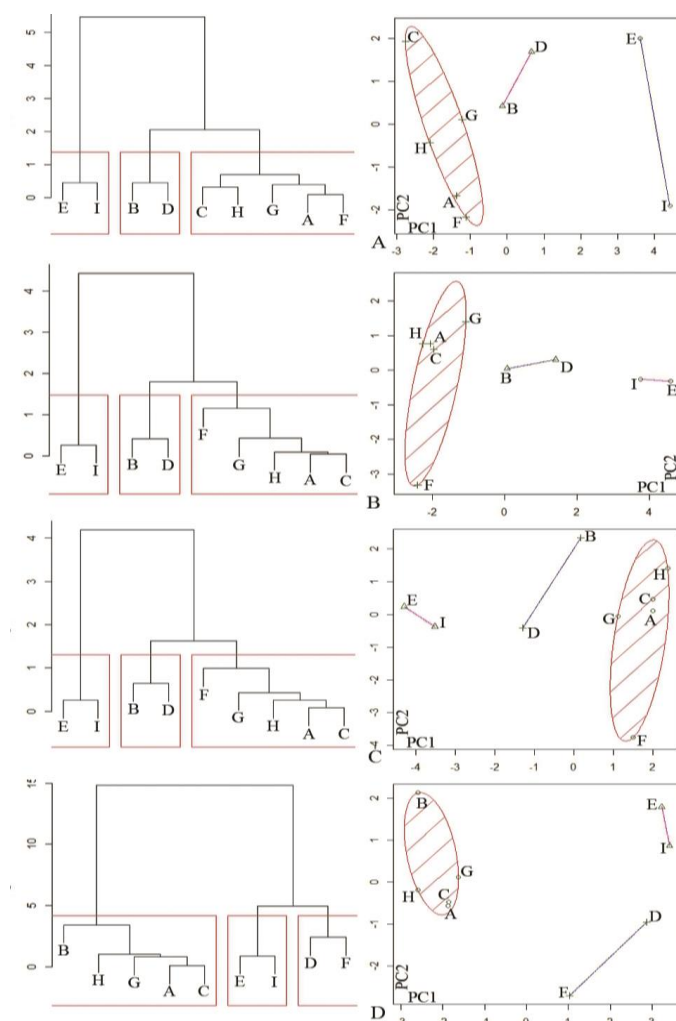 5
4
3
2
1
0
E I B D C H G A F
2
1
0
-1
-2
C D E
B G
H
A
F I
PC2
PC1
A
-3 -2 -1 0 1 2 3 4
4
3
2
1
0
E I B D F G H A C
1
0
-1
-2
-3
H A G
C
B D I E
F
PC2
PC1
B
-2 0 2 4
4
3
2
1
0
E I B D F G H A C
2
1
0
-1
-2
-3
-4
B
H
E C
I D G A
F
PC2
PC1
C
-4 -3 -2 -1 0 1 2
15
10
5
0
B H G A C E I D F
2
1
0
-1
-2
B E
I
G
H C
A
D
F
PC2
PC1
D